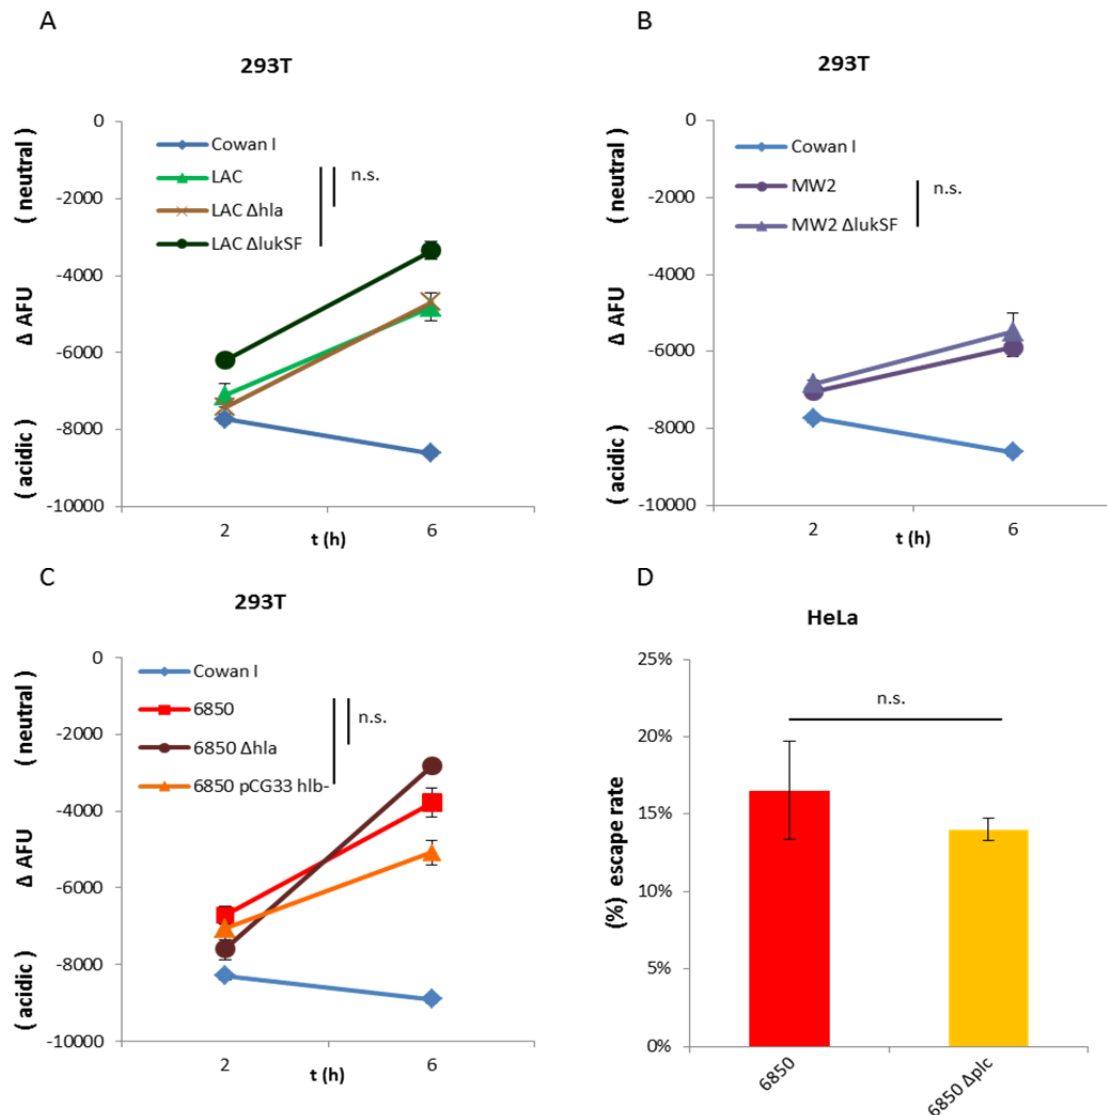 A
293T
( neutral )
Δ AFU
( acidic )
0
-2000
-4000
-6000
-8000
-10000
Cowan I
LAC
LAC Δhla
LAC ΔlukSF
n.s.
2
6
t (h)
B
293T
( neutral )
Δ AFU
( acidic )
0
-2000
-4000
-6000
-8000
-10000
Cowan I
MW2
MW2 ΔlukSF
n.s.
2
6
t (h)
C
293T
( neutral )
Δ AFU
( acidic )
0
-2000
-4000
-6000
-8000
-10000
Cowan I
6850
6850 Δhla
6850 pCG33 hlb-
n.s.
2
6
t (h)
D
HeLa
(%) escape rate
25%
20%
15%
10%
5%
0%
n.s.
6850
6850 Δplc